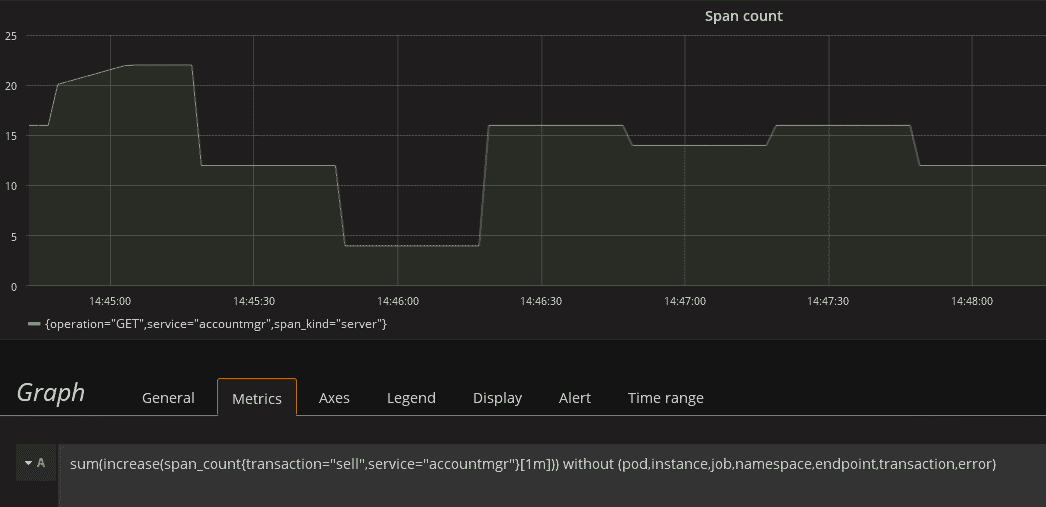 Span count
25
20
15
10
5
0
14:45:00 14:45:30 14:46:00 14:46:30 14:47:00 14:47:30 14:48:00
{operation="GET",service="accountmgr",span_kind="server"}
Graph General Metrics Axes Legend Display Alert Time range
A sum(increase(span_count{transaction="sell",service="accountmgr"}[1m])) without (pod,instance,job,namespace,endpoint,transaction,error)